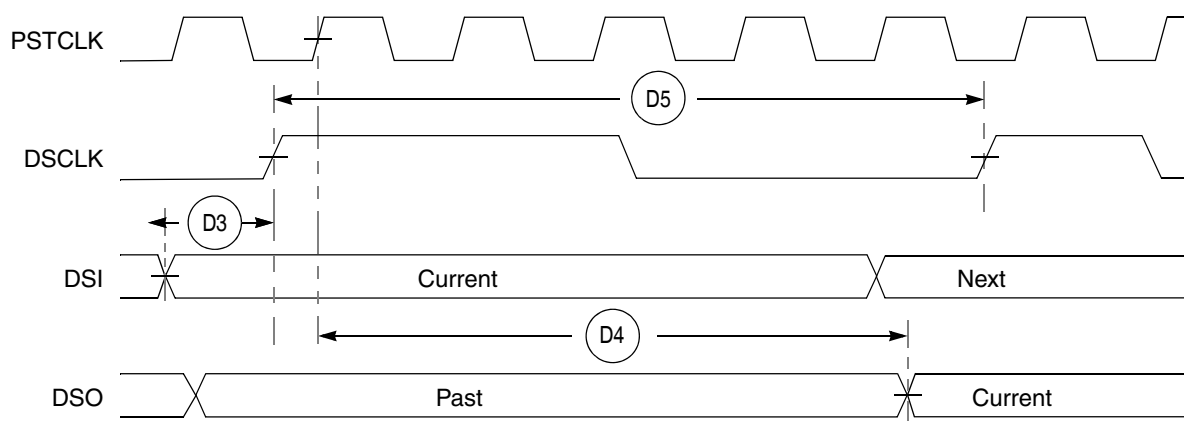 PSTCLK
D5
DSCLK
D3
DSI
Current
Next
D4
DSO
Past
Current